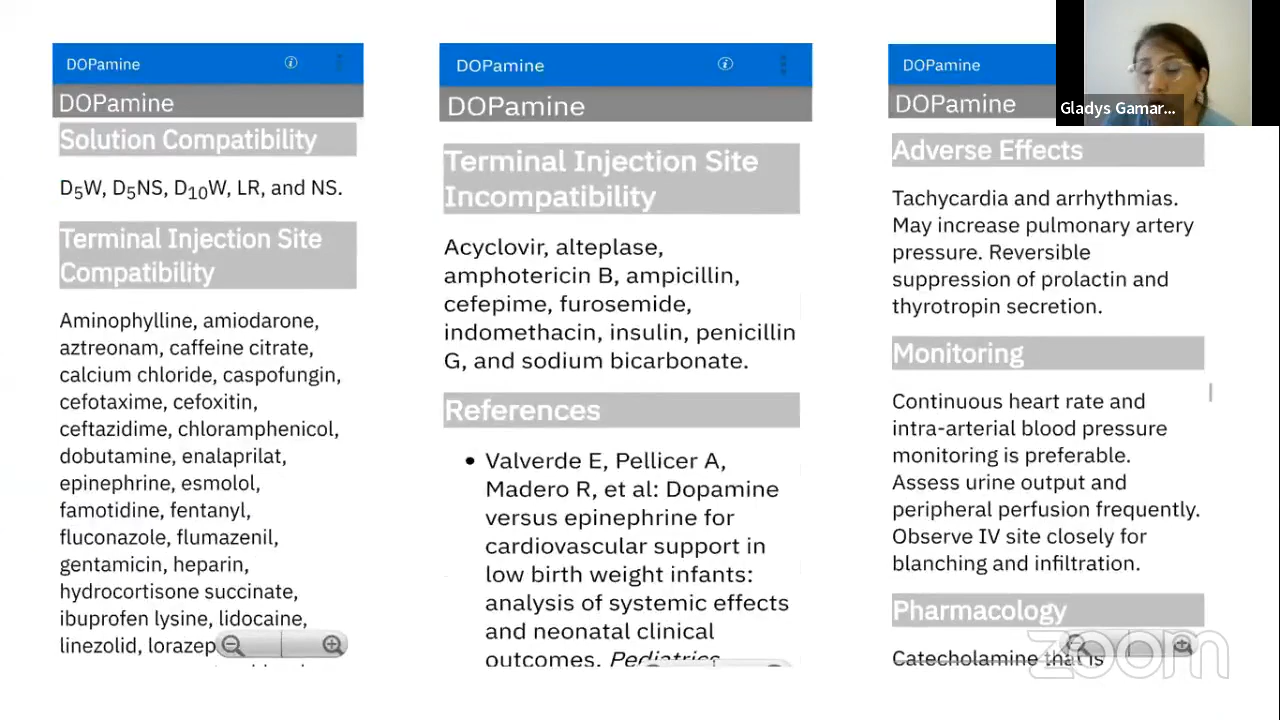 DOPamine
DOPamine
Solution Compatibility
D5W, D5NS, D10W, LR, and NS.
Terminal Injection Site
Compatibility
Aminophylline, amiodarone,
aztreonam, caffeine citrate,
calcium chloride, caspofungin,
cefotaxime, cefoxitin,
ceftazidime, chloramphenicol,
dobutamine, enalaprilat,
epinephrine, esmolol,
famotidine, fentanyl,
fluconazole, flumazenil,
gentamicin, heparin,
hydrocortisone succinate,
ibuprofen lysine, lidocaine,
linezolid, lorazep
DOPamine
DOPamine
Terminal Injection Site
Incompatibility
Acyclovir, alteplase,
amphotericin B, ampicillin,
cefepime, furosemide,
indomethacin, insulin, penicillin
G, and sodium bicarbonate.
References
• Valverde E, Pellicer A,
Madero R, et al: Dopamine
versus epinephrine for
cardiovascular support in
low birth weight infants:
analysis of systemic effects
and neonatal clinical
outcomes. Pediatrics
DOPamine
DOPamine
Adverse Effects
Tachycardia and arrhythmias.
May increase pulmonary artery
pressure. Reversible
suppression of prolactin and
thyrotropin secretion.
Monitoring
Continuous heart rate and
intra-arterial blood pressure
monitoring is preferable.
Assess urine output and
peripheral perfusion frequently.
Observe IV site closely for
blanching and infiltration.
Pharmacology
Catecholamine that is
Gladys Gamar...
zoom